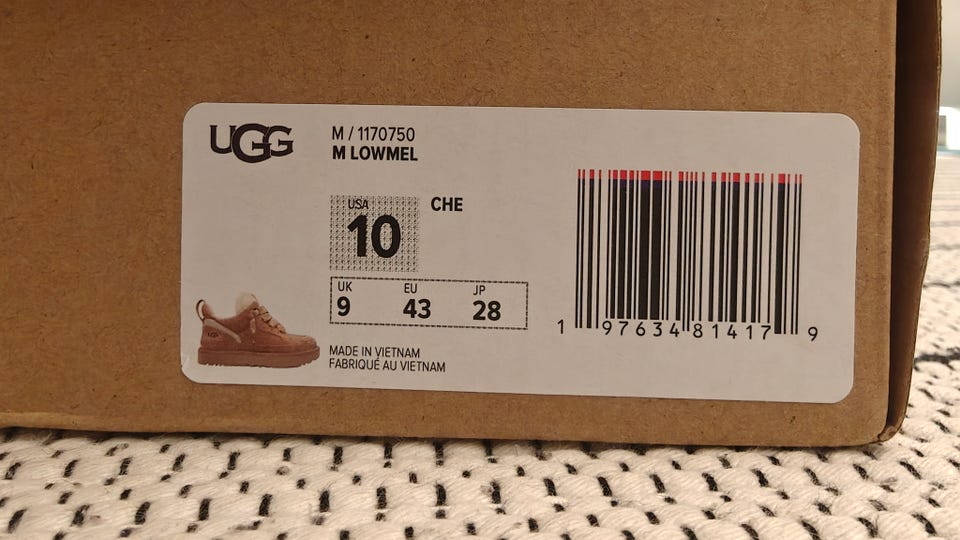 UGG
M / 1170750
M LOWMEL
USA
10
CHE
UK EU JP
9 43 28
MADE IN VIETNAM
FABRIQUÉ AU VIETNAM
1 97634 81417 9
UGG